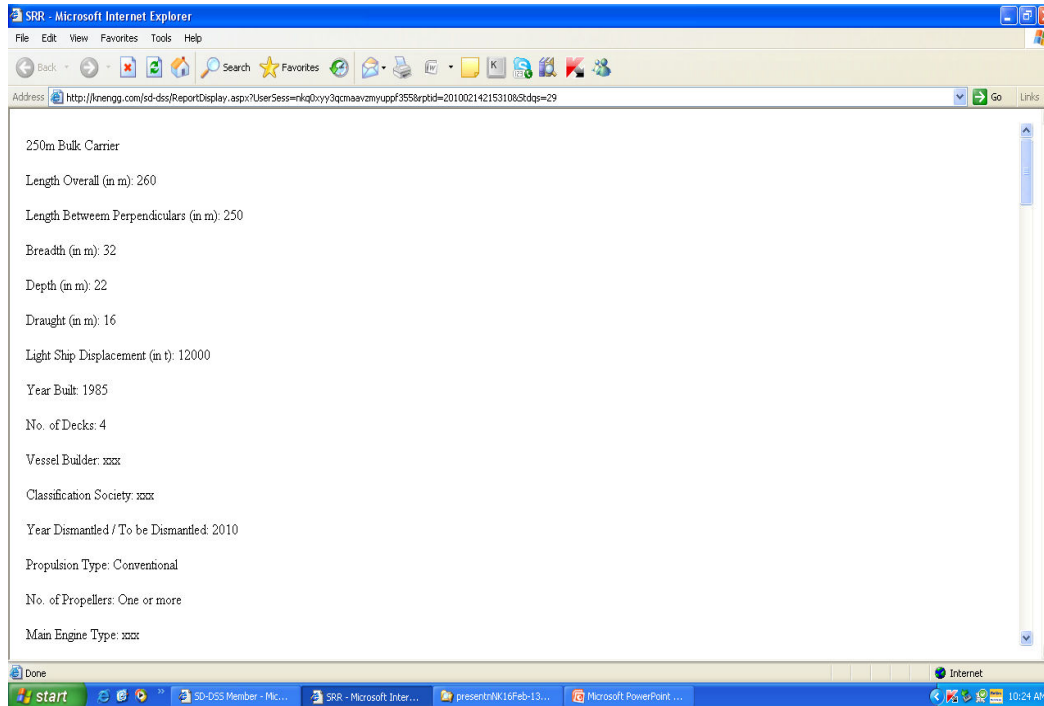 SRR - Microsoft Internet Explorer
File Edit View Favorites Tools Help
Back Search Favorites
Address http://knengg.com/sd-dss/ReportDisplay.aspx?UserSess=nkq0xyy3qcmaavzmyuppf355&rptid=20100214215310&Stdqs=29 Go Links
250m Bulk Carrier
Length Overall (in m): 260
Length Betweem Perpendiculars (in m): 250
Breadth (in m): 32
Depth (in m): 22
Draught (in m): 16
Light Ship Displacement (in t): 12000
Year Built: 1985
No. of Decks: 4
Vessel Builder: xxx
Classification Society: xxx
Year Dismantled / To be Dismantled: 2010
Propulsion Type: Conventional
No. of Propellers: One or more
Main Engine Type: xxx
Done Internet
start SD-DSS Member - Mic... SRR - Microsoft Inter... presentnNK16Feb-13... Microsoft PowerPoint ... 10:24 AM